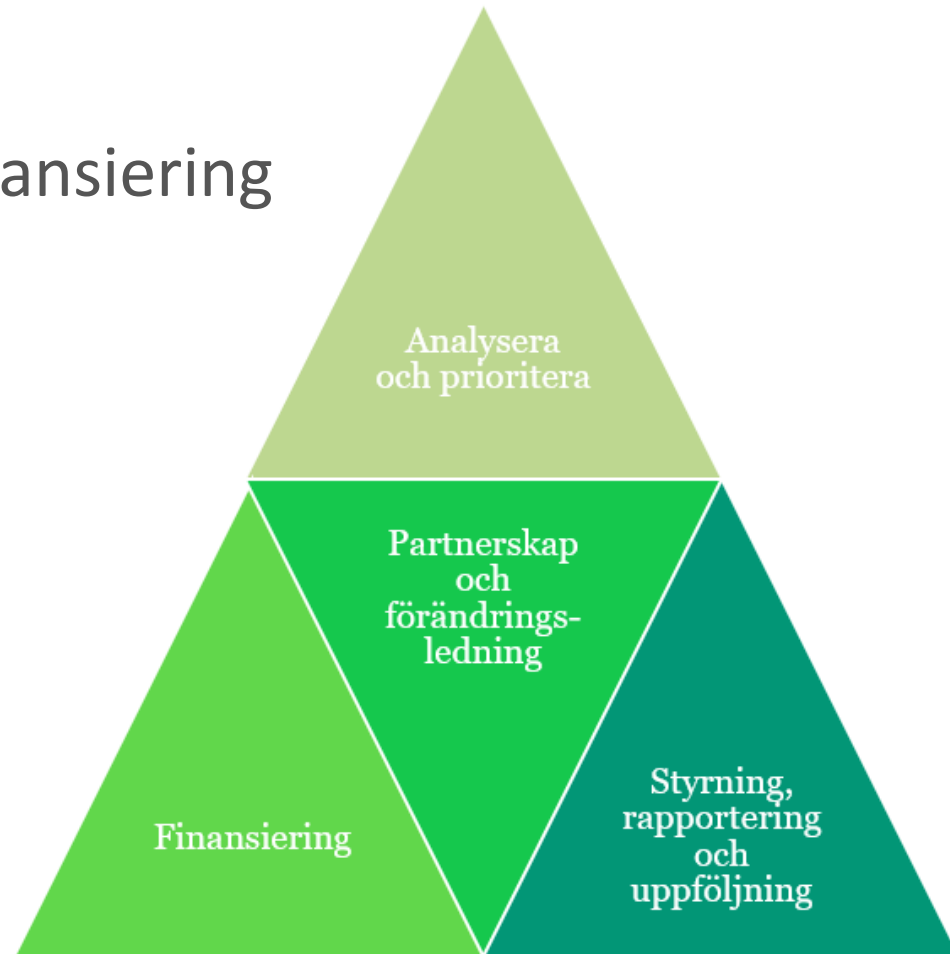 ansiering
Analysera
och prioritera
Partnerskap
och
förändrings-
ledning
Finansiering
Styrning,
rapportering
och
uppföljning